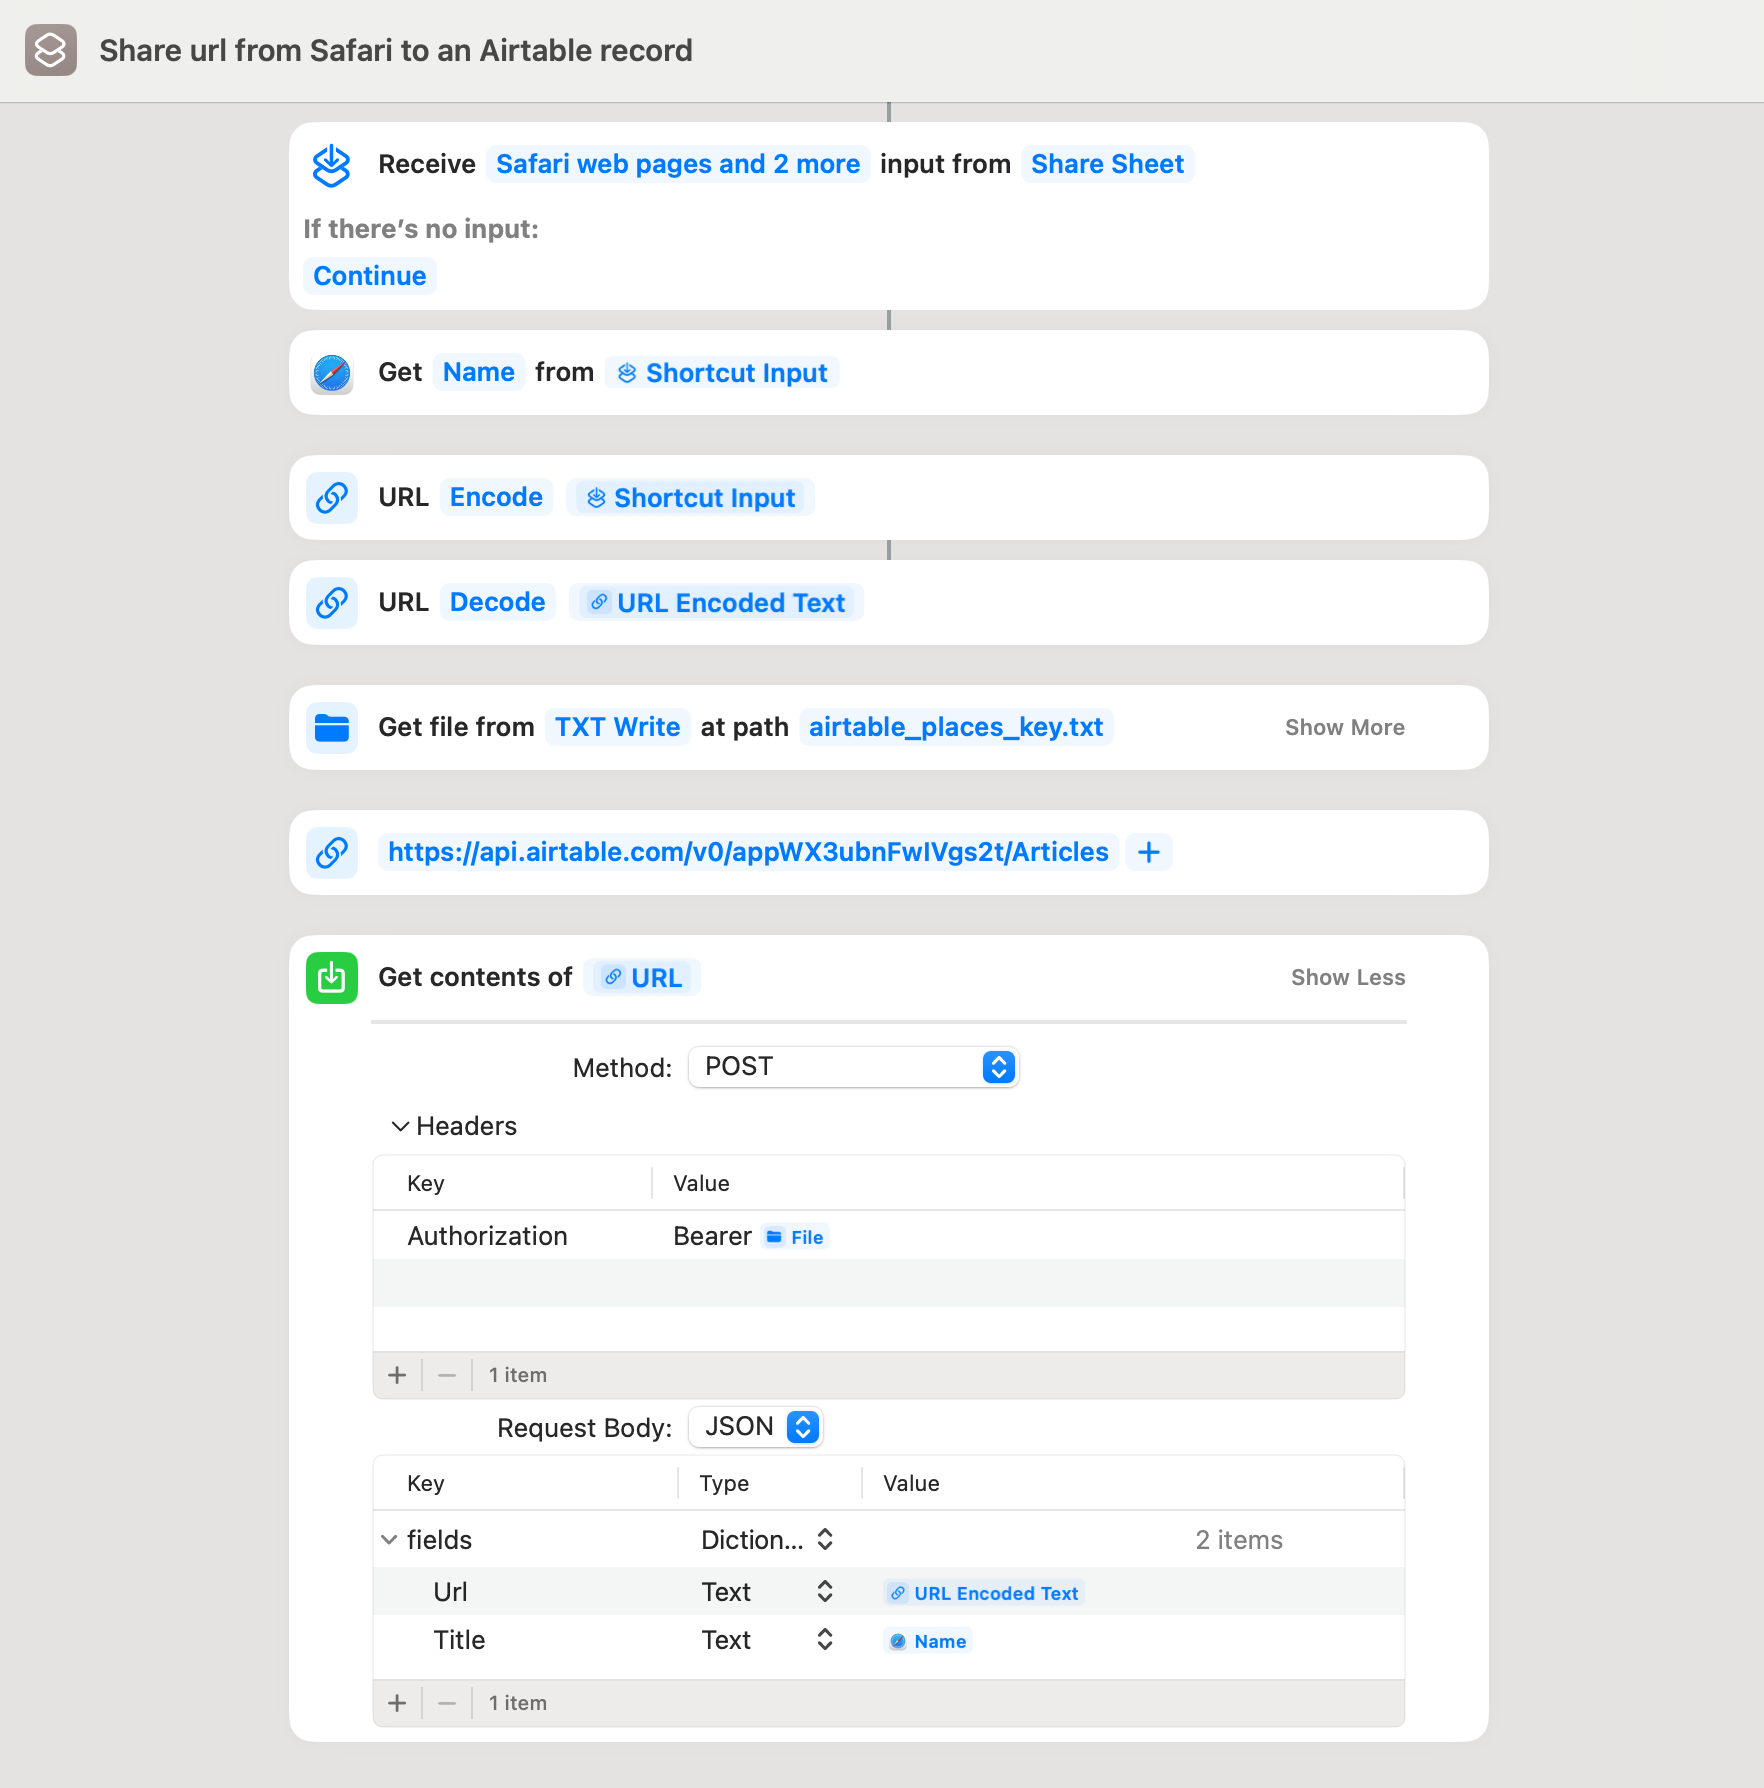 Share url from Safari to an Airtable record
Receive Safari web pages and 2 more input from Share Sheet
If there's no input:
Continue
Get Name from Shortcut Input
URL Encode Shortcut Input
URL Decode URL Encoded Text
Get file from TXT Write at path airtable_places_key.txt Show More
https://api.airtable.com/v0/appWX3ubnFwIVgs2t/Articles +
Get contents of URL Show Less
Method: POST
Headers
Key Value
Authorization Bearer File
+ − 1 item
Request Body: JSON
Key Type Value
fields Diction... 2 items
Url Text URL Encoded Text
Title Text Name
+ − 1 item